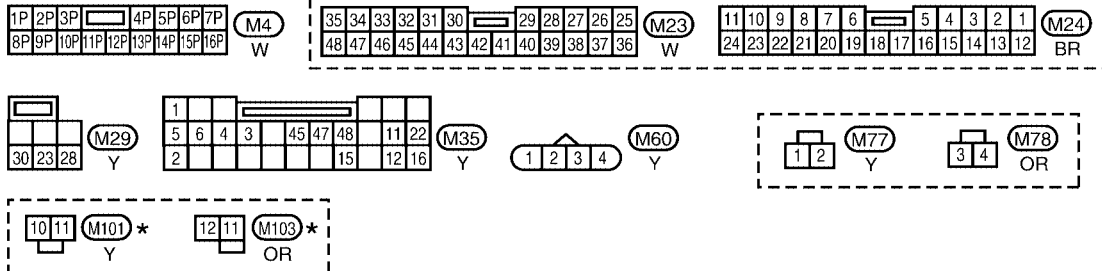 1P 2P 3P 4P 5P 6P 7P
8P 9P 10P 11P 12P 13P 14P 15P 16P
M4
W
35 34 33 32 31 30 29 28 27 26 25
48 47 46 45 44 43 42 41 40 39 38 37 36
M23
W
11 10 9 8 7 6 5 4 3 2 1
24 23 22 21 20 19 18 17 16 15 14 13 12
M24
BR
30 23 28
M29
Y
1
5 6 4 3 45 47 48 11 22
2 15 12 16
M35
Y
1 2 3 4
M60
Y
1 2
M77
Y
3 4
M78
OR
10 11
M101 *
Y
12 11
M103 *
OR